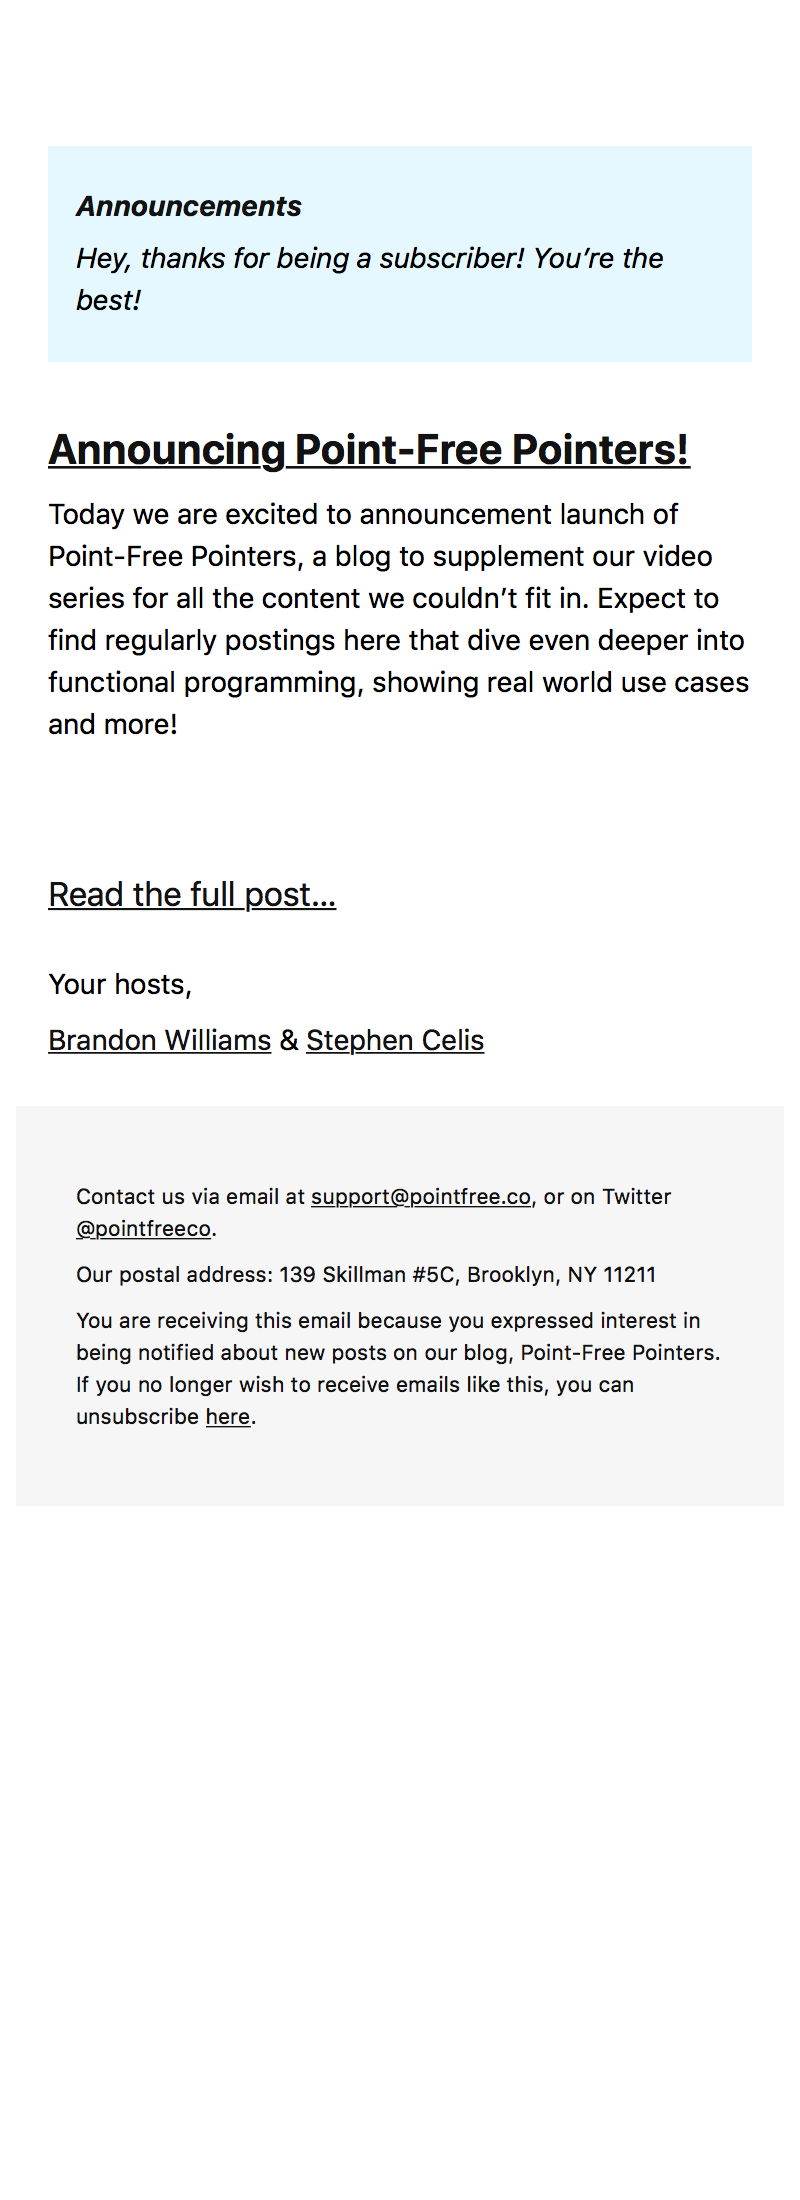 Announcements
Hey, thanks for being a subscriber! You’re the
best!
Announcing Point-Free Pointers!
Today we are excited to announcement launch of
Point-Free Pointers, a blog to supplement our video
series for all the content we couldn’t fit in. Expect to
find regularly postings here that dive even deeper into
functional programming, showing real world use cases
and more!
Read the full post…
Your hosts,
Brandon Williams & Stephen Celis
Contact us via email at support@pointfree.co, or on Twitter
@pointfreeco.
Our postal address: 139 Skillman #5C, Brooklyn, NY 11211
You are receiving this email because you expressed interest in
being notified about new posts on our blog, Point-Free Pointers.
If you no longer wish to receive emails like this, you can
unsubscribe here.